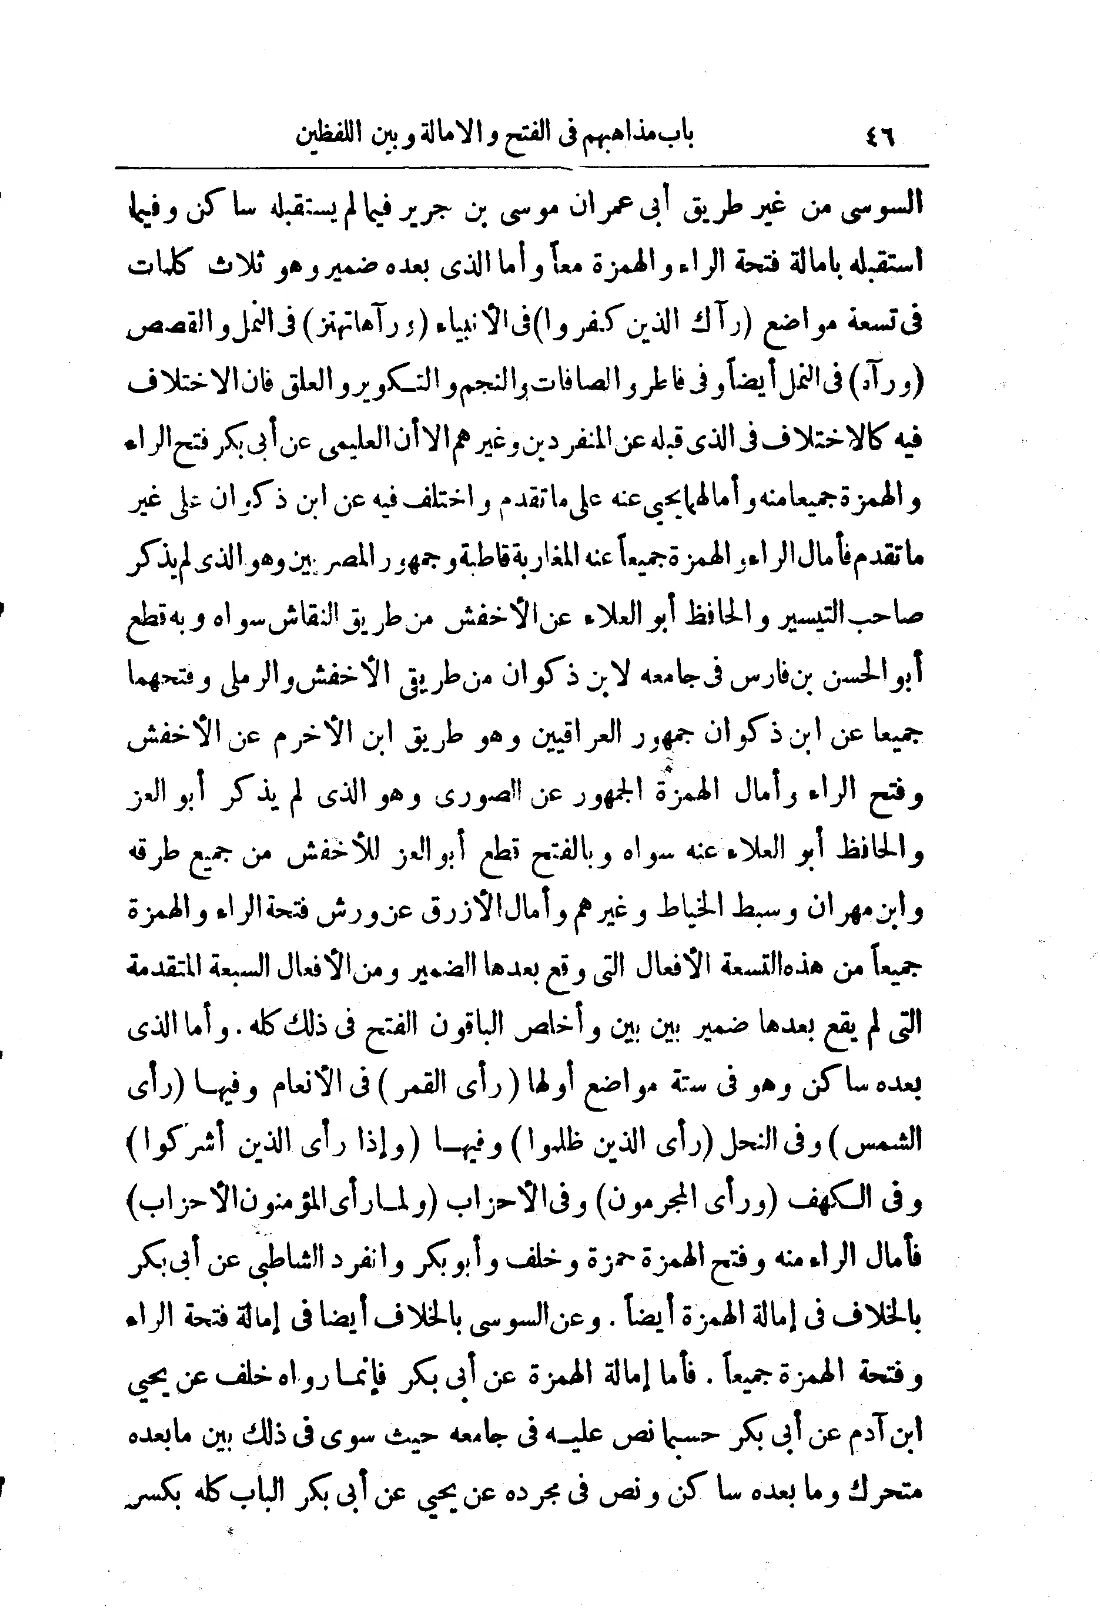 ٤٦ باب مذاهبهم فى الفتح والامالة وبين اللفظين
السوسى من غير طريق أبى عمران موسى بن جرير فيما لم يستقبله ساكن وفيما
استقبله بامالة فتحة الراء والهمزة معاً وأما الذى بعده ضمير وهو ثلاث كلمات
فى تسعة مواضع (رآك الذين كفروا) فى الأنبياء (ورآها تهتز) فى النمل والقصص
(ورآه) فى النمل أيضاً وفى فاطر والصافات والنجم والتكوير والعلق فان الاختلاف
فيه كالاختلاف فى الذى قبله عن المنفردين وغيرهم الا أن العليمى عن أبى بكر فتح الراء
والهمزة جميعا منه وأمالها يحيى عنه على ما تقدم واختلف فيه عن ابن ذكوان على غير
ما تقدم فأمال الراء والهمزة جميعاً عنه المغاربة قاطبة وجمهور المصريين وهو الذى لم يذكر
صاحب التيسير والحافظ أبو العلاء عن الأخفش من طريق النقاش سواه وبه قطع
أبو الحسن بن فارس فى جامعه لابن ذكوان من طريقى الأخفش والرملى وفتحهما
جميعا عن ابن ذكوان جمهور العراقيين وهو طريق ابن الأخرم عن الأخفش
وفتح الراء وأمال الهمزة الجمهور عن الصورى وهو الذى لم يذكر أبو العز
والحافظ أبو العلاء عنه سواه وبالفتح قطع أبو العز للأخفش من جميع طرقه
وابن مهران وسبط الخياط وغيرهم وأمال الأزرق عن ورش فتحة الراء والهمزة
جميعاً من هذه التسعة الأفعال التى وقع بعدها الضمير ومن الأفعال السبعة المتقدمة
التى لم يقع بعدها ضمير بين بين وأخلص الباقون الفتح فى ذلك كله. وأما الذى
بعده ساكن وهو فى ستة مواضع أولها (رأى القمر) فى الأنعام وفيها (رأى
الشمس) وفى النحل (رأى الذين ظلموا) وفيها (وإذا رأى الذين أشركوا)
وفى الكهف (ورأى المجرمون) وفى الأحزاب (ولما رأى المؤمنون الاحزاب)
فأمال الراء منه وفتح الهمزة حمزة وخلف وأبو بكر وانفرد الشاطبى عن أبى بكر
بالخلاف فى إمالة الهمزة أيضاً. وعن السوسى بالخلاف أيضا فى إمالة فتحة الراء
وفتحة الهمزة جميعاً. فأما إمالة الهمزة عن أبى بكر فإنما رواه خلف عن يحيى
ابن آدم عن أبى بكر حسبما نص عليه فى جامعه حيث سوى فى ذلك بين ما بعده
متحرك وما بعده ساكن ونص فى مجرده عن يحيى عن أبى بكر الباب كله بكسر